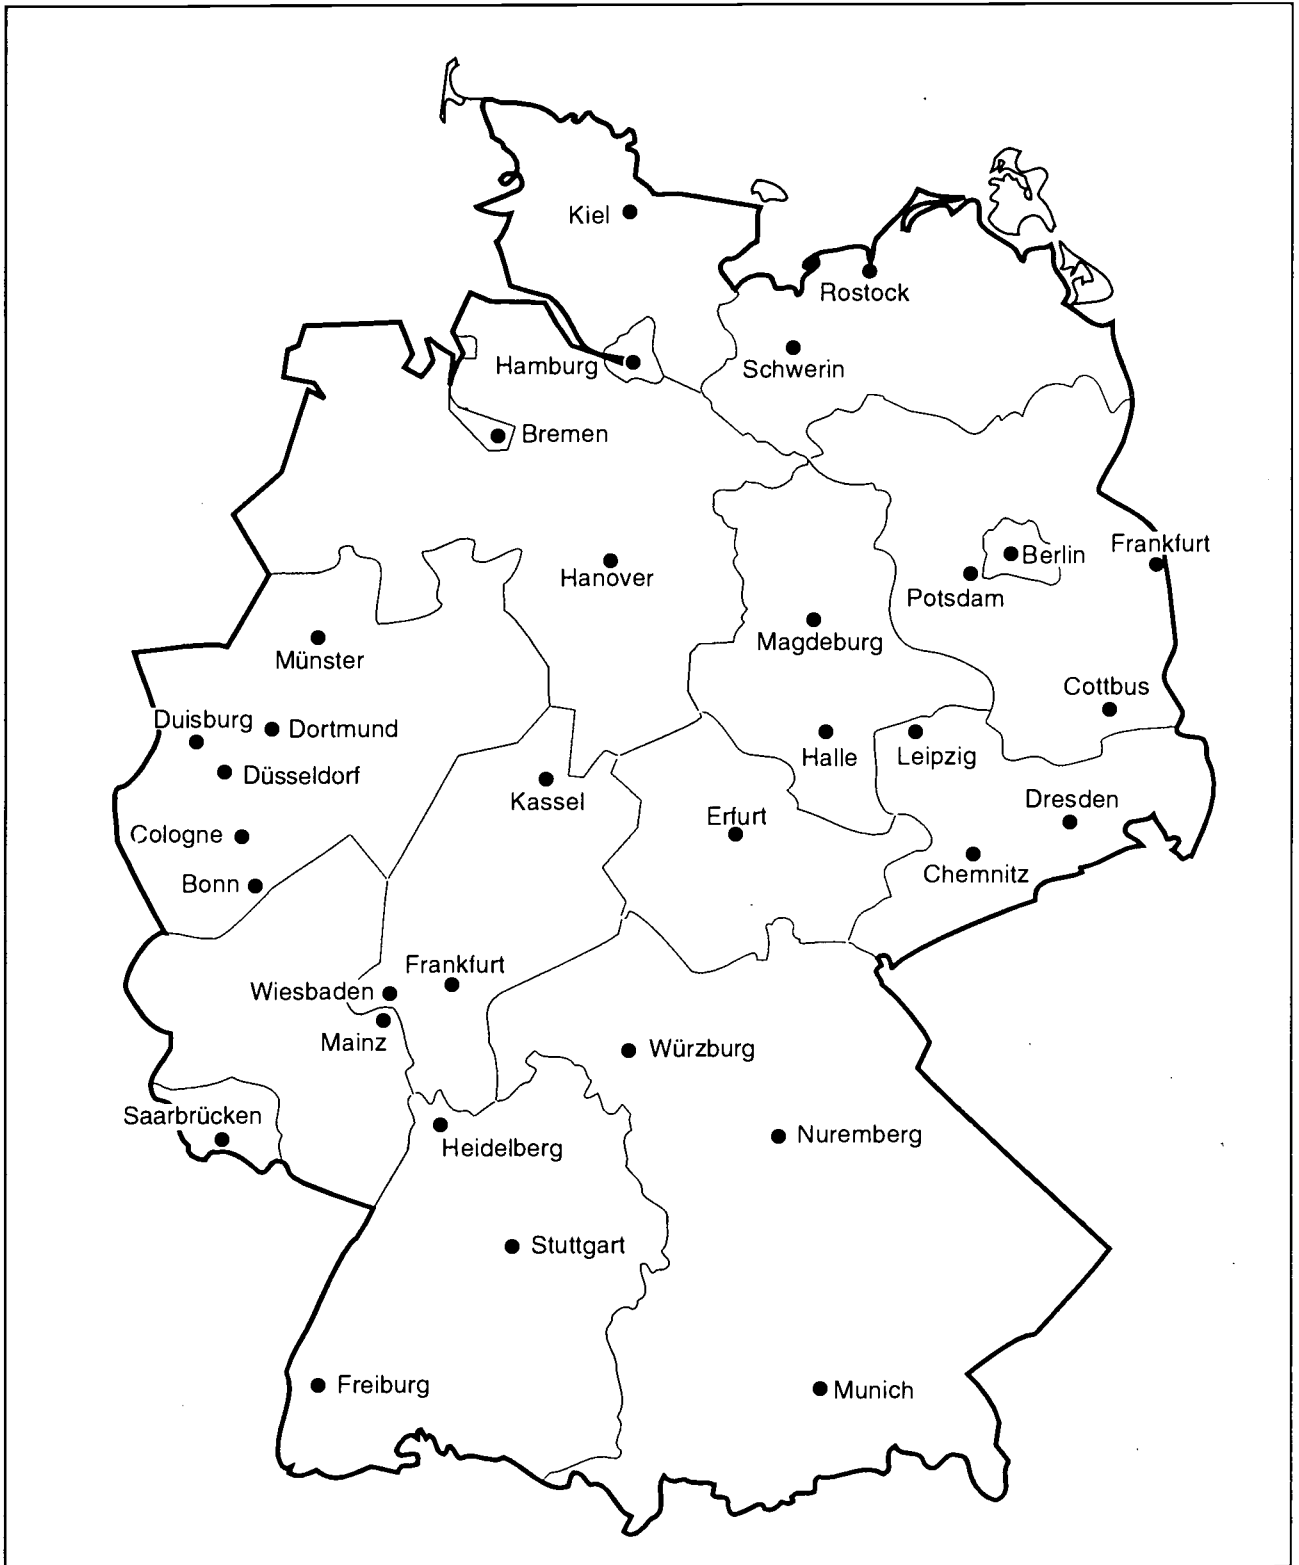 Kiel
Rostock
Hamburg
Schwerin
Bremen
Frankfurt
Berlin
Hanover
Potsdam
Magdeburg
Münster
Cottbus
Duisburg
Dortmund
Halle
Leipzig
Düsseldorf
Kassel
Dresden
Erfurt
Cologne
Chemnitz
Bonn
Frankfurt
Wiesbaden
Mainz
Würzburg
Saarbrücken
Nuremberg
Heidelberg
Stuttgart
Freiburg
Munich